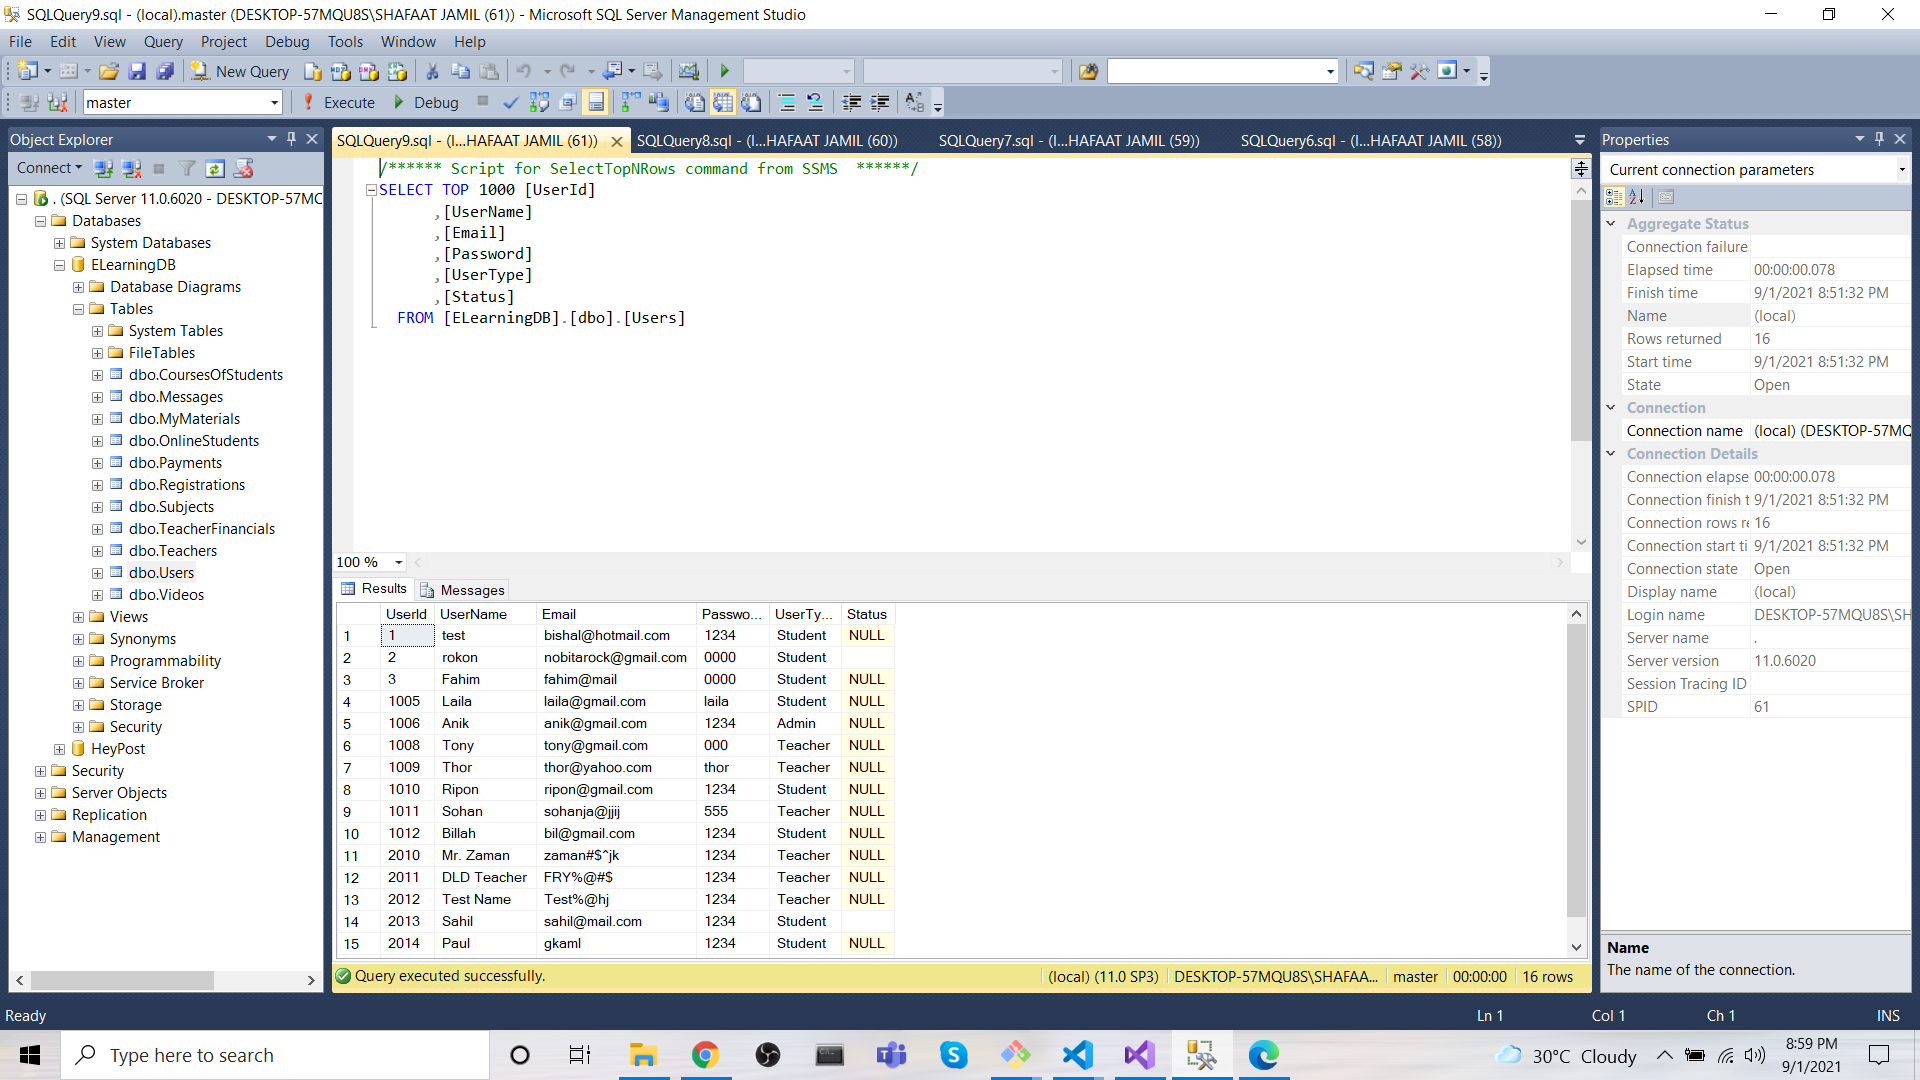 SQLQuery9.sql - (local).master (DESKTOP-57MQU8S\SHAFAAT JAMIL (61)) - Microsoft SQL Server Management Studio
File Edit View Query Project Debug Tools Window Help
New Query
master Execute Debug
Object Explorer
Connect
. (SQL Server 11.0.6020 - DESKTOP-57MC
Databases
System Databases
ELearningDB
Database Diagrams
Tables
System Tables
FileTables
dbo.CoursesOfStudents
dbo.Messages
dbo.MyMaterials
dbo.OnlineStudents
dbo.Payments
dbo.Registrations
dbo.Subjects
dbo.TeacherFinancials
dbo.Teachers
dbo.Users
dbo.Videos
Views
Synonyms
Programmability
Service Broker
Storage
Security
HeyPost
Security
Server Objects
Replication
Management
SQLQuery9.sql - (l...HAFAAT JAMIL (61)) SQLQuery8.sql - (l...HAFAAT JAMIL (60)) SQLQuery7.sql - (l...HAFAAT JAMIL (59)) SQLQuery6.sql - (l...HAFAAT JAMIL (58))
/****** Script for SelectTopNRows command from SSMS ******/
SELECT TOP 1000 [UserId]
,[UserName]
,[Email]
,[Password]
,[UserType]
,[Status]
FROM [ELearningDB].[dbo].[Users]
100 %
Results Messages
UserId UserName Email Passwo... UserTy... Status
1 1 test bishal@hotmail.com 1234 Student NULL
2 2 rokon nobitarock@gmail.com 0000 Student
3 3 Fahim fahim@mail 0000 Student NULL
4 1005 Laila laila@gmail.com laila Student NULL
5 1006 Anik anik@gmail.com 1234 Admin NULL
6 1008 Tony tony@gmail.com 000 Teacher NULL
7 1009 Thor thor@yahoo.com thor Teacher NULL
8 1010 Ripon ripon@gmail.com 1234 Student NULL
9 1011 Sohan sohanja@jjij 555 Teacher NULL
10 1012 Billah bil@gmail.com 1234 Student NULL
11 2010 Mr. Zaman zaman#$^jk 1234 Teacher NULL
12 2011 DLD Teacher FRY%@#$ 1234 Teacher NULL
13 2012 Test Name Test%@hj 1234 Teacher NULL
14 2013 Sahil sahil@mail.com 1234 Student
15 2014 Paul gkaml 1234 Student NULL
Query executed successfully. (local) (11.0 SP3) DESKTOP-57MQU8S\SHAFAA... master 00:00:00 16 rows
Properties
Current connection parameters
Aggregate Status
Connection failure
Elapsed time 00:00:00.078
Finish time 9/1/2021 8:51:32 PM
Name (local)
Rows returned 16
Start time 9/1/2021 8:51:32 PM
State Open
Connection
Connection name (local) (DESKTOP-57MQ
Connection Details
Connection elapse 00:00:00.078
Connection finish t 9/1/2021 8:51:32 PM
Connection rows re 16
Connection start ti 9/1/2021 8:51:32 PM
Connection state Open
Display name (local)
Login name DESKTOP-57MQU8S\SH
Server name .
Server version 11.0.6020
Session Tracing ID
SPID 61
Name
The name of the connection.
Ready Ln 1 Col 1 Ch 1 INS
Type here to search
30°C Cloudy
8:59 PM
9/1/2021